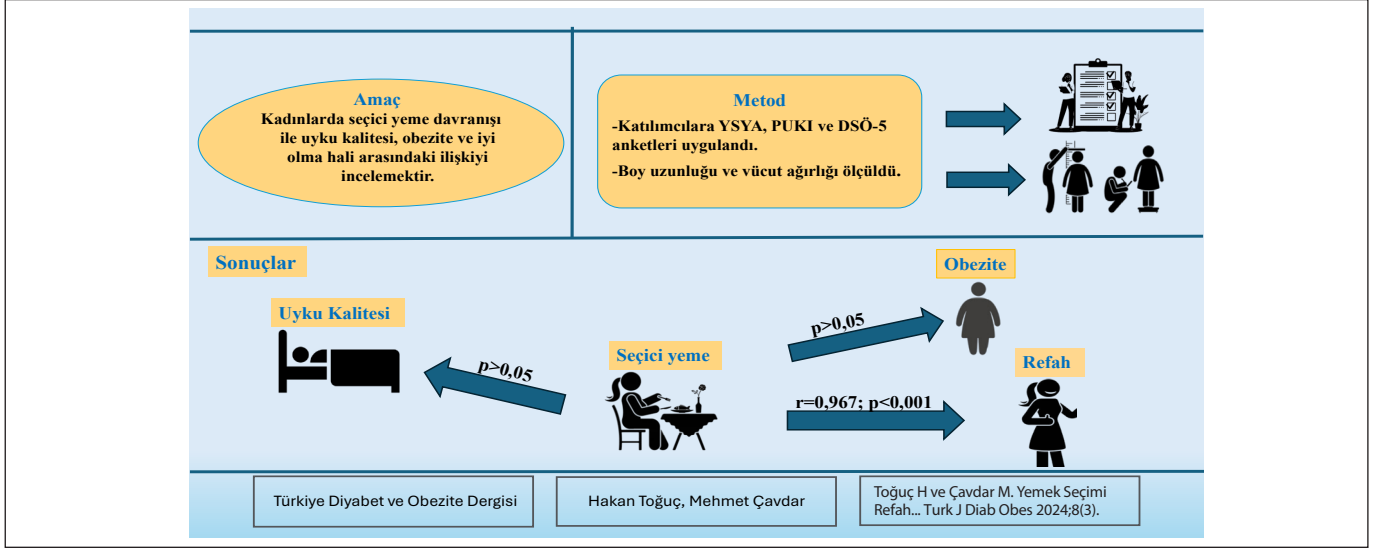 Amaç
Kadınlarda seçici yeme davranışı
ile uyku kalitesi, obezite ve iyi
olma hali arasındaki ilişkiyi
incelemektir.
Metod
-Katılımcılara YSYA, PUKI ve DSÖ-5
anketleri uygulandı.
-Boy uzunluğu ve vücut ağırlığı ölçüldü.
Sonuçlar
Uyku Kalitesi
p>0,05
Seçici yeme
p>0,05
Obezite
r=0,967; p<0,001
Refah
Türkiye Diyabet ve Obezite Dergisi
Hakan Toğuç, Mehmet Çavdar
Toğuç H ve Çavdar M. Yemek Seçimi
Refah... Turk J Diab Obes 2024;8(3).